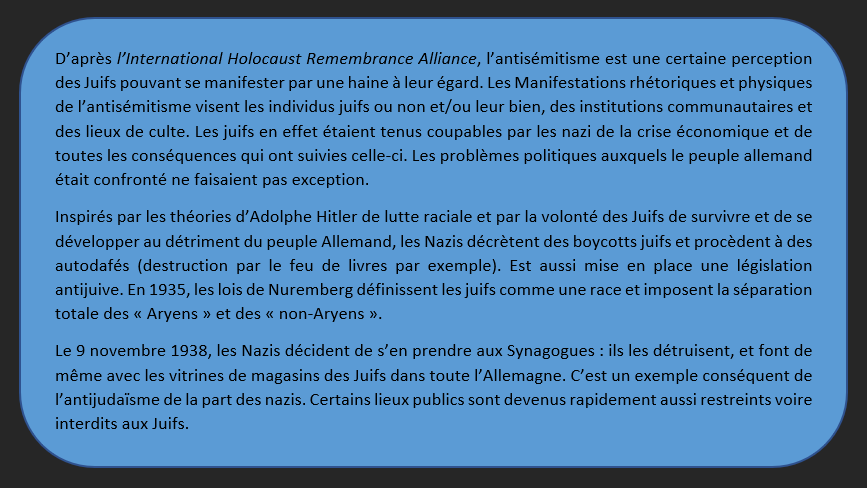 D’après l’International Holocaust Remembrance Alliance, l’antisémitisme est une certaine perception
des Juifs pouvant se manifester par une haine à leur égard. Les Manifestations rhétoriques et physiques
de l’antisémitisme visent les individus juifs ou non et/ou leur bien, des institutions communautaires et
des lieux de culte. Les juifs en effet étaient tenus coupables par les nazi de la crise économique et de
toutes les conséquences qui ont suivies celle-ci. Les problèmes politiques auxquels le peuple allemand
était confronté ne faisaient pas exception.
Inspirés par les théories d’Adolphe Hitler de lutte raciale et par la volonté des Juifs de survivre et de se
développer au détriment du peuple Allemand, les Nazis décrètent des boycotts juifs et procèdent à des
autodafés (destruction par le feu de livres par exemple). Est aussi mise en place une législation
antijuive. En 1935, les lois de Nuremberg définissent les juifs comme une race et imposent la séparation
totale des « Aryens » et des « non-Aryens ».
Le 9 novembre 1938, les Nazis décident de s’en prendre aux Synagogues : ils les détruisent, et font de
même avec les vitrines de magasins des Juifs dans toute l’Allemagne. C’est un exemple conséquent de
l’antijudaïsme de la part des nazis. Certains lieux publics sont devenus rapidement aussi restreints voire
interdits aux Juifs.